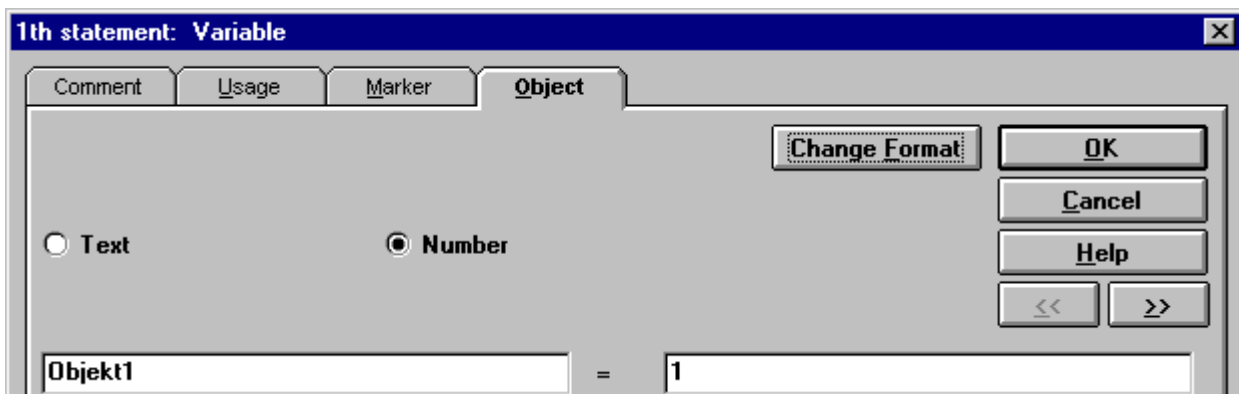 1th statement: Variable
Comment Usage Marker Object
Change Format OK
Cancel
Text Number Help
<< >>
Objekt1 = 1